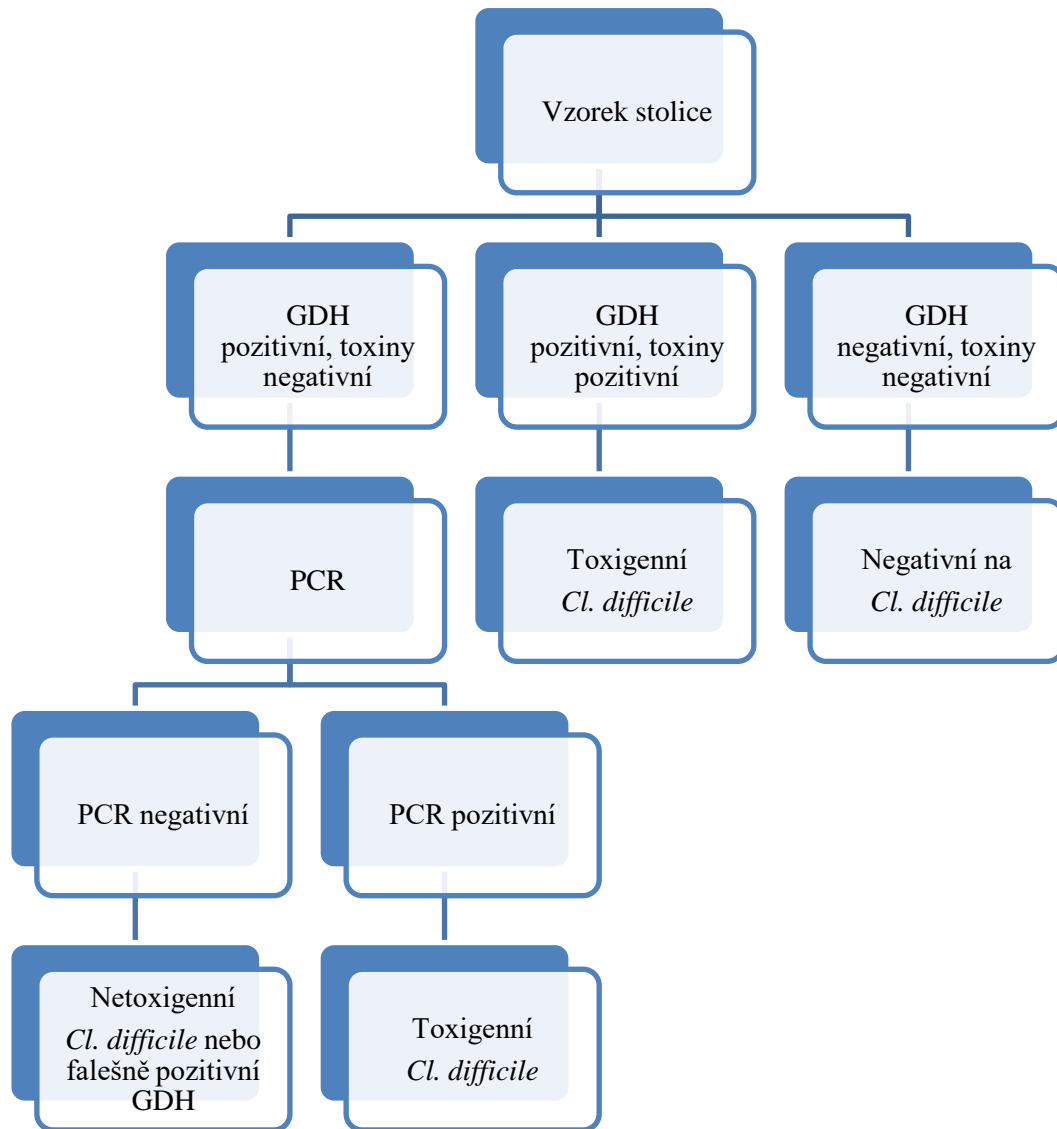 Vzorek stolice
GDH
pozitivní, toxiny
negativní
GDH
pozitivní, toxiny
pozitivní
GDH
negativní, toxiny
negativní
PCR
Toxigenní
Cl. difficile
Negativní na
Cl. difficile
PCR negativní
PCR pozitivní
Netoxigenní
Cl. difficile nebo
falešně pozitivní
GDH
Toxigenní
Cl. difficile